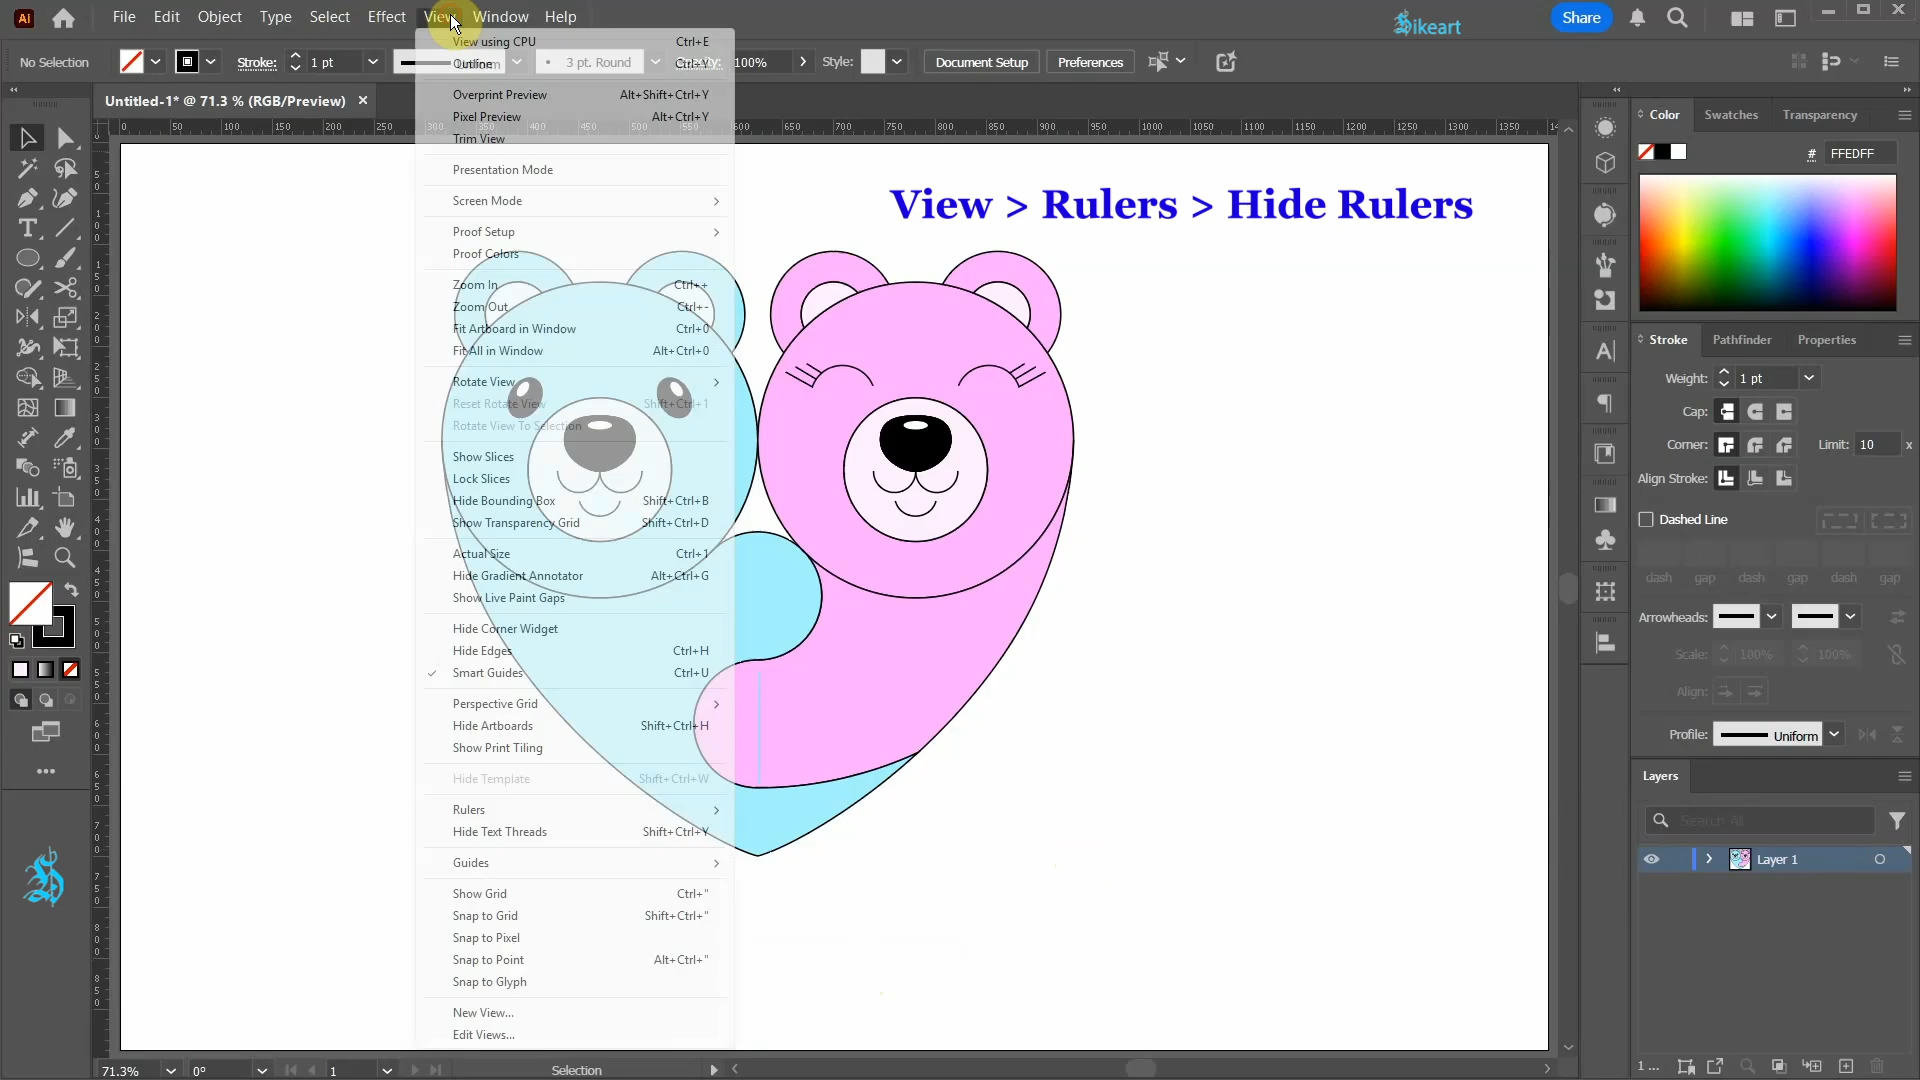 File Edit Object Type Select Effect View Window Help
Sikeart
Share
No Selection
Stroke: 1 pt
3 pt. Round
100%
Style:
Document Setup
Preferences
Untitled-1* @ 71.3 % (RGB/Preview)
View using CPU Ctrl+E
Outline Ctrl+Y
Overprint Preview Alt+Shift+Ctrl+Y
Pixel Preview Alt+Ctrl+Y
Trim View
Presentation Mode
Screen Mode
Proof Setup
Proof Colors
Zoom In Ctrl++
Zoom Out Ctrl+-
Fit Artboard in Window Ctrl+0
Fit All in Window Alt+Ctrl+0
Rotate View
Reset Rotate View Shift+Ctrl+1
Rotate View To Selection
Show Slices
Lock Slices
Hide Bounding Box Shift+Ctrl+B
Show Transparency Grid Shift+Ctrl+D
Actual Size Ctrl+1
Hide Gradient Annotator Alt+Ctrl+G
Show Live Paint Gaps
Hide Corner Widget
Hide Edges Ctrl+H
Smart Guides Ctrl+U
Perspective Grid
Hide Artboards Shift+Ctrl+H
Show Print Tiling
Hide Template Shift+Ctrl+W
Rulers
Hide Text Threads Shift+Ctrl+Y
Guides
Show Grid Ctrl+"
Snap to Grid Shift+Ctrl+"
Snap to Pixel
Snap to Point Alt+Ctrl+"
Snap to Glyph
New View...
Edit Views...
View > Rulers > Hide Rulers
Color Swatches Transparency
# FFEDFF
Stroke Pathfinder Properties
Weight: 1 pt
Cap:
Corner: Limit: 10 x
Align Stroke:
Dashed Line
dash gap dash gap dash gap
Arrowheads:
Scale: 100% 100%
Align:
Profile: Uniform
Layers
Search All
Layer 1
71.3% 0° 1 Selection
1 ...